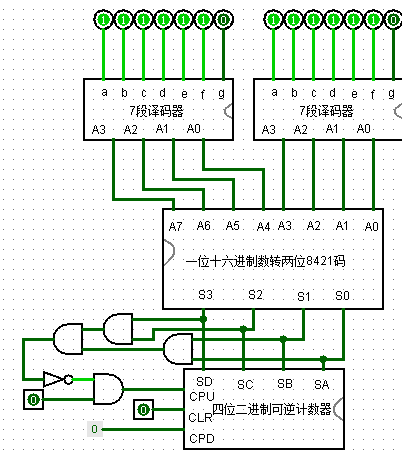 1 1 1 1 1 1 0 1 1 1 1 1 1 0
a b c d e f g a b c d e f g
7段译码器 7段译码器
A3 A2 A1 A0 A3 A2 A1 A0
A7 A6 A5 A4 A3 A2 A1 A0
一位十六进制数转两位8421码
S3 S2 S1 S0
SD SC SB SA
CPU
0
0 CLR 四位二进制可逆计数器
0 CPD